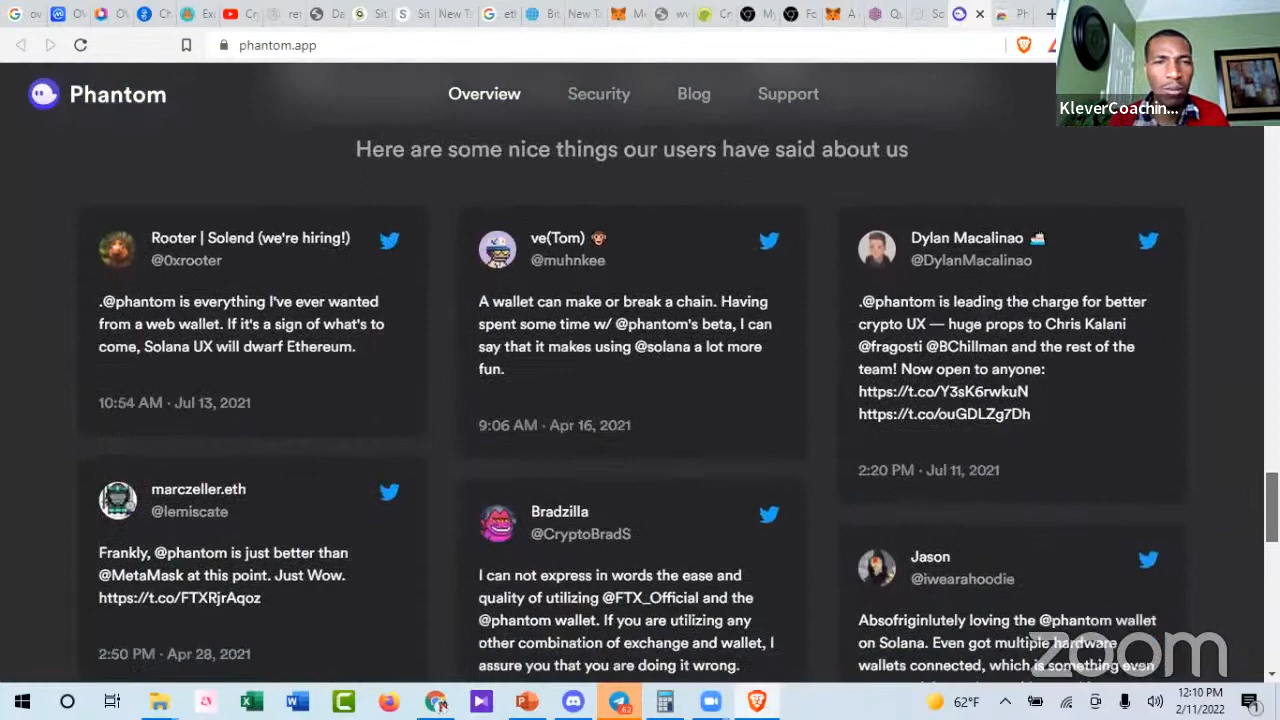 phantom.app
KleverCoachin...
Phantom
Overview
Security
Blog
Support
Here are some nice things our users have said about us
Rooter | Solend (we're hiring!)
@0xrooter
.@phantom is everything I've ever wanted
from a web wallet. If it's a sign of what's to
come, Solana UX will dwarf Ethereum.
10:54 AM · Jul 13, 2021
marczeller.eth
@lemiscate
Frankly, @phantom is just better than
@MetaMask at this point. Just Wow.
https://t.co/FTXRjrAqoz
2:50 PM · Apr 28, 2021
ve(Tom)
@muhnkee
A wallet can make or break a chain. Having
spent some time w/ @phantom's beta, I can
say that it makes using @solana a lot more
fun.
9:06 AM · Apr 16, 2021
Bradzilla
@CryptoBradS
I can not express in words the ease and
quality of utilizing @FTX_Official and the
@phantom wallet. If you are utilizing any
other combination of exchange and wallet, I
assure you that you are doing it wrong.
Dylan Macalinao
@DylanMacalinao
.@phantom is leading the charge for better
crypto UX — huge props to Chris Kalani
@fragosti @BChillman and the rest of the
team! Now open to anyone:
https://t.co/Y3sK6rwkuN
https://t.co/ouGDLZg7Dh
2:20 PM · Jul 11, 2021
Jason
@iwearahoodie
Absofriginlutely loving the @phantom wallet
on Solana. Even got multiple hardware
wallets connected, which is something even
zoom
62°F
12:10 PM
2/11/2022